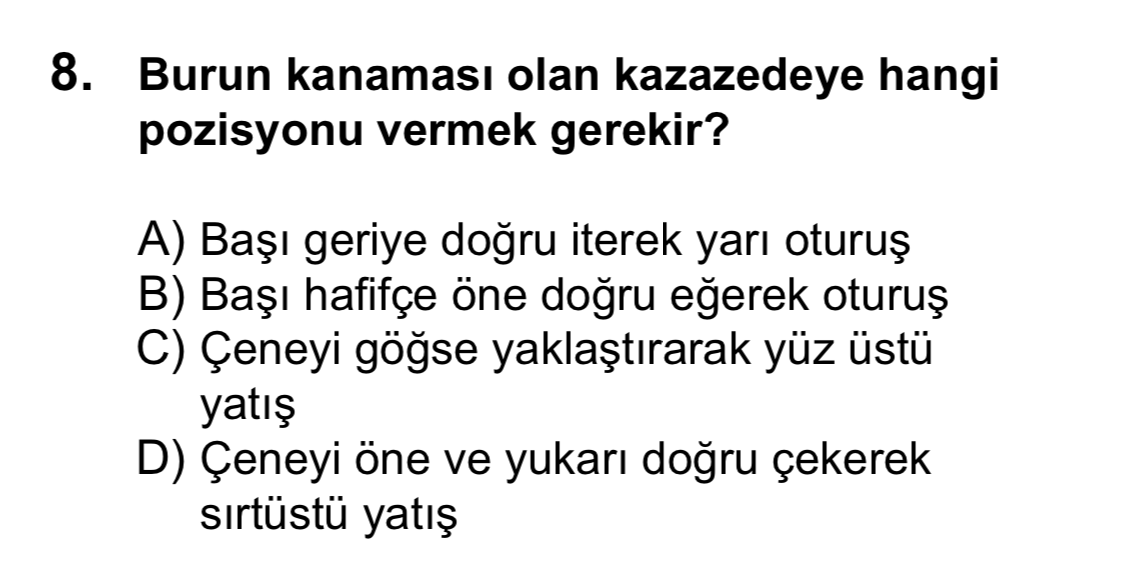 8. Burun kanaması olan kazazedeye hangi
pozisyonu vermek gerekir?
A) Başı geriye doğru iterek yarı oturuş
B) Başı hafifçe öne doğru eğerek oturuş
C) Çeneyi göğse yaklaştırarak yüz üstü
yatış
D) Çeneyi öne ve yukarı doğru çekerek
sırtüstü yatış